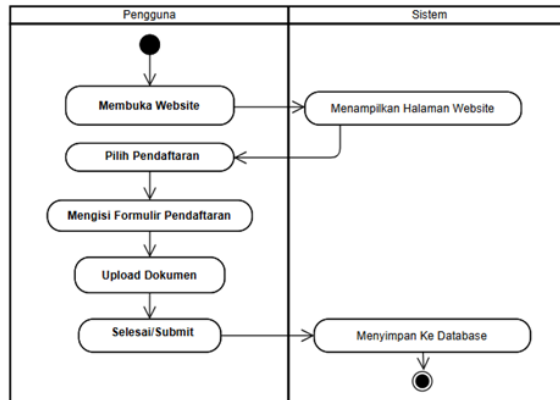 Pengguna
Sistem
Membuka Website
Menampilkan Halaman Website
Pilih Pendaftaran
Mengisi Formulir Pendaftaran
Upload Dokumen
Selesai/Submit
Menyimpan Ke Database